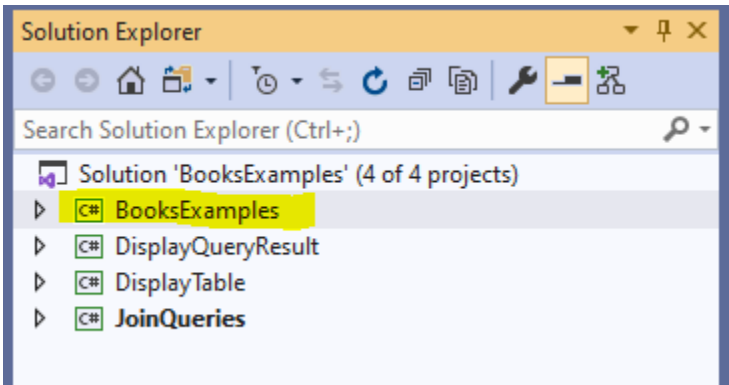 Solution Explorer
Search Solution Explorer (Ctrl+;)
Solution 'BooksExamples' (4 of 4 projects)
C# BooksExamples
C# DisplayQueryResult
C# DisplayTable
C# JoinQueries